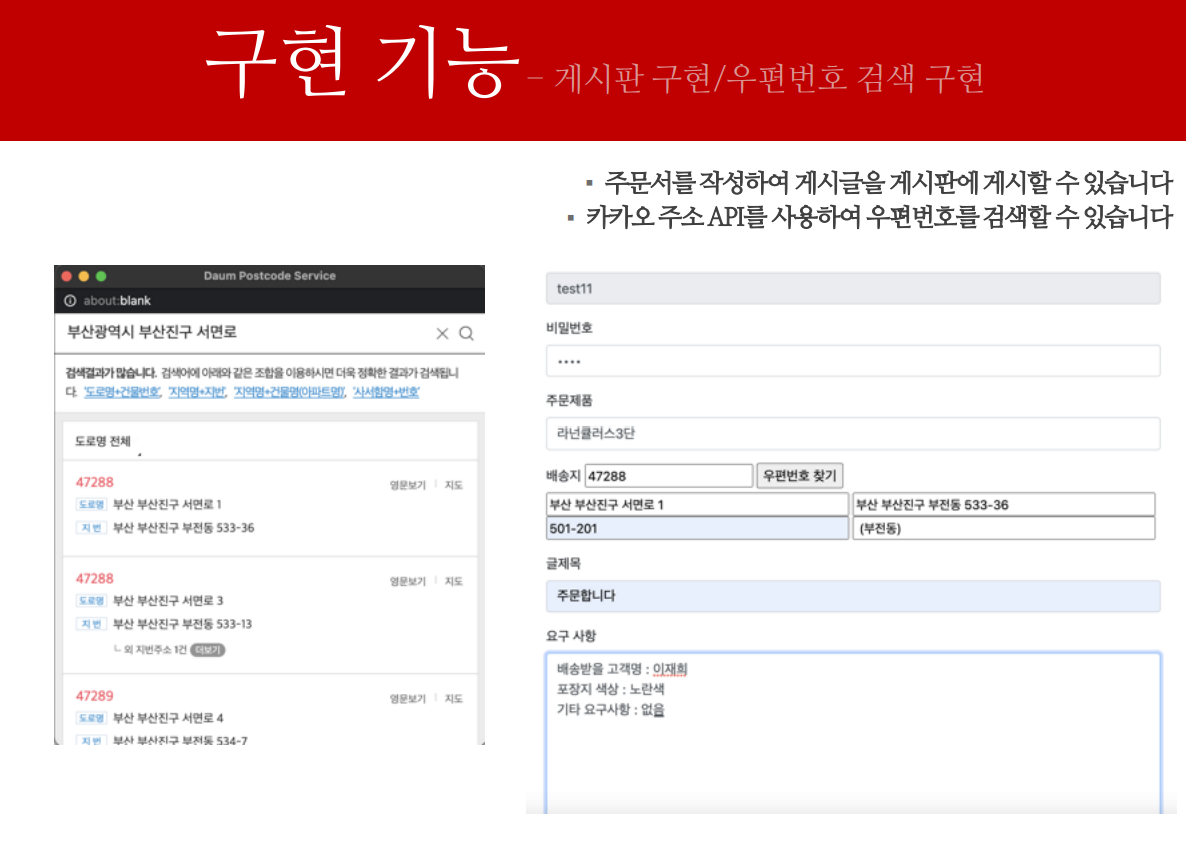 구현 기능 – 게시판 구현/우편번호 검색 구현
▪ 주문서를 작성하여 게시글을 게시판에 게시할 수 있습니다
▪ 카카오 주소 API를 사용하여 우편번호를 검색할 수 있습니다
Daum Postcode Service
about:blank
부산광역시 부산진구 서면로
검색결과가 많습니다. 검색어에 아래와 같은 조합을 이용하시면 더욱 정확한 결과가 검색됩니
다. '도로명+건물번호', '지역명+지번', '지역명+건물명(아파트명)', '사서함명+번호'
도로명 전체
47288 영문보기 지도
도로명 부산 부산진구 서면로 1
지번 부산 부산진구 부전동 533-36
47288 영문보기 지도
도로명 부산 부산진구 서면로 3
지번 부산 부산진구 부전동 533-13
외 지번주소 1건 더보기
47289 영문보기 지도
도로명 부산 부산진구 서면로 4
지번 부산 부산진구 부전동 534-7
test11
비밀번호
••••
주문제품
라넌큘러스3단
배송지 47288 우편번호 찾기
부산 부산진구 서면로 1 부산 부산진구 부전동 533-36
501-201 (부전동)
글제목
주문합니다
요구 사항
배송받을 고객명 : 이재희
포장지 색상 : 노란색
기타 요구사항 : 없음